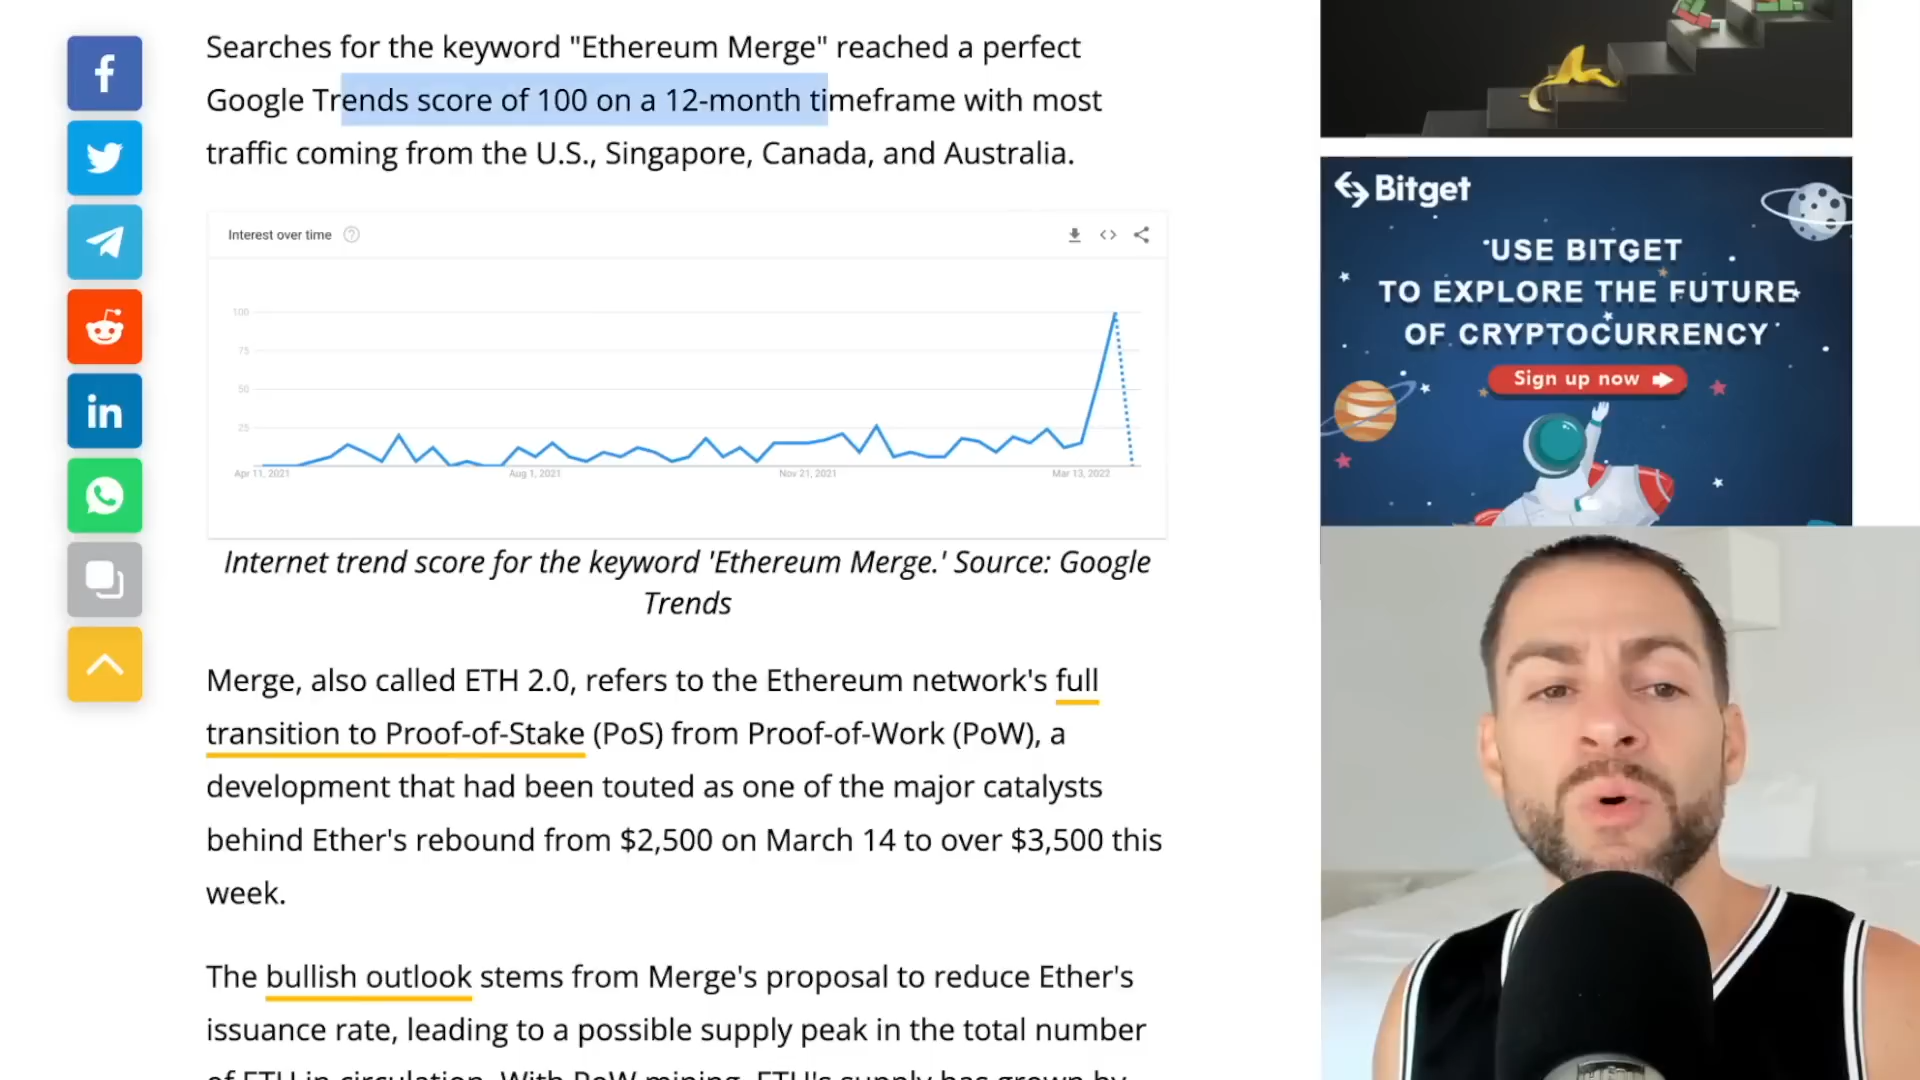 Searches for the keyword "Ethereum Merge" reached a perfect
Google Trends score of 100 on a 12-month timeframe with most
traffic coming from the U.S., Singapore, Canada, and Australia.
Interest over time
100
75
50
25
Apr 11, 2021
Aug 1, 2021
Nov 21, 2021
Mar 13, 2022
Internet trend score for the keyword 'Ethereum Merge.' Source: Google
Trends
Merge, also called ETH 2.0, refers to the Ethereum network's full
transition to Proof-of-Stake (PoS) from Proof-of-Work (PoW), a
development that had been touted as one of the major catalysts
behind Ether's rebound from $2,500 on March 14 to over $3,500 this
week.
The bullish outlook stems from Merge's proposal to reduce Ether's
issuance rate, leading to a possible supply peak in the total number
of ETH in circulation. With PoW mining, ETH's supply has grown by
Bitget
USE BITGET
TO EXPLORE THE FUTURE
OF CRYPTOCURRENCY
Sign up now